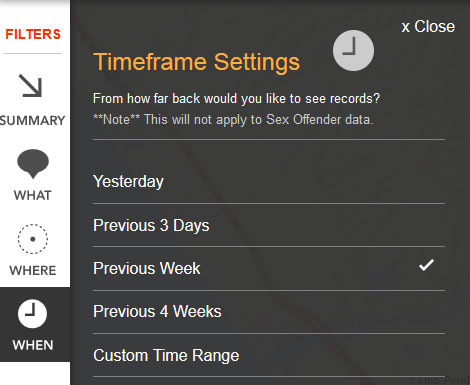 FILTERS
SUMMARY
WHAT
WHERE
WHEN
x Close
Timeframe Settings
From how far back would you like to see records?
**Note** This will not apply to Sex Offender data.
Yesterday
Previous 3 Days
Previous Week
Previous 4 Weeks
Custom Time Range